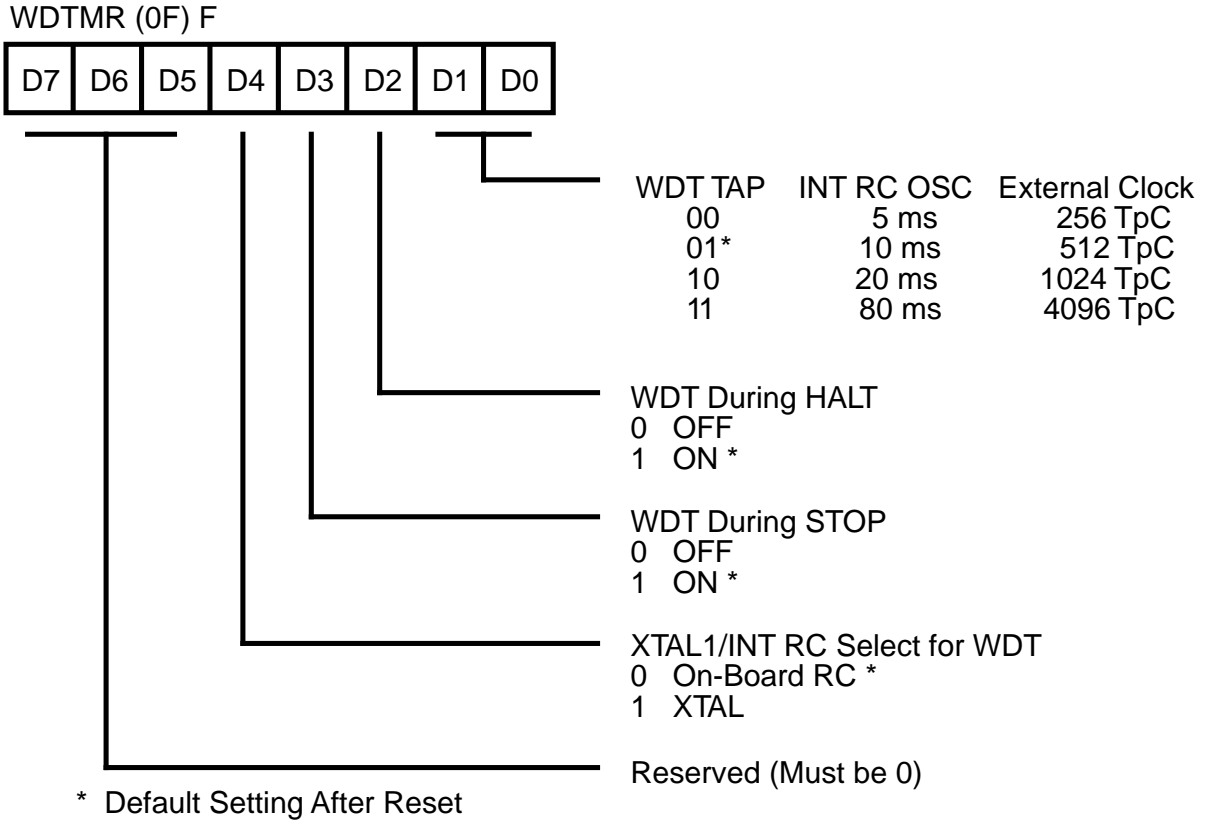 WDTMR (0F) F
D7 D6 D5 D4 D3 D2 D1 D0
WDT TAP INT RC OSC External Clock
00 5 ms 256 TpC
01* 10 ms 512 TpC
10 20 ms 1024 TpC
11 80 ms 4096 TpC
WDT During HALT
0 OFF
1 ON *
WDT During STOP
0 OFF
1 ON *
XTAL1/INT RC Select for WDT
0 On-Board RC *
1 XTAL
Reserved (Must be 0)
* Default Setting After Reset